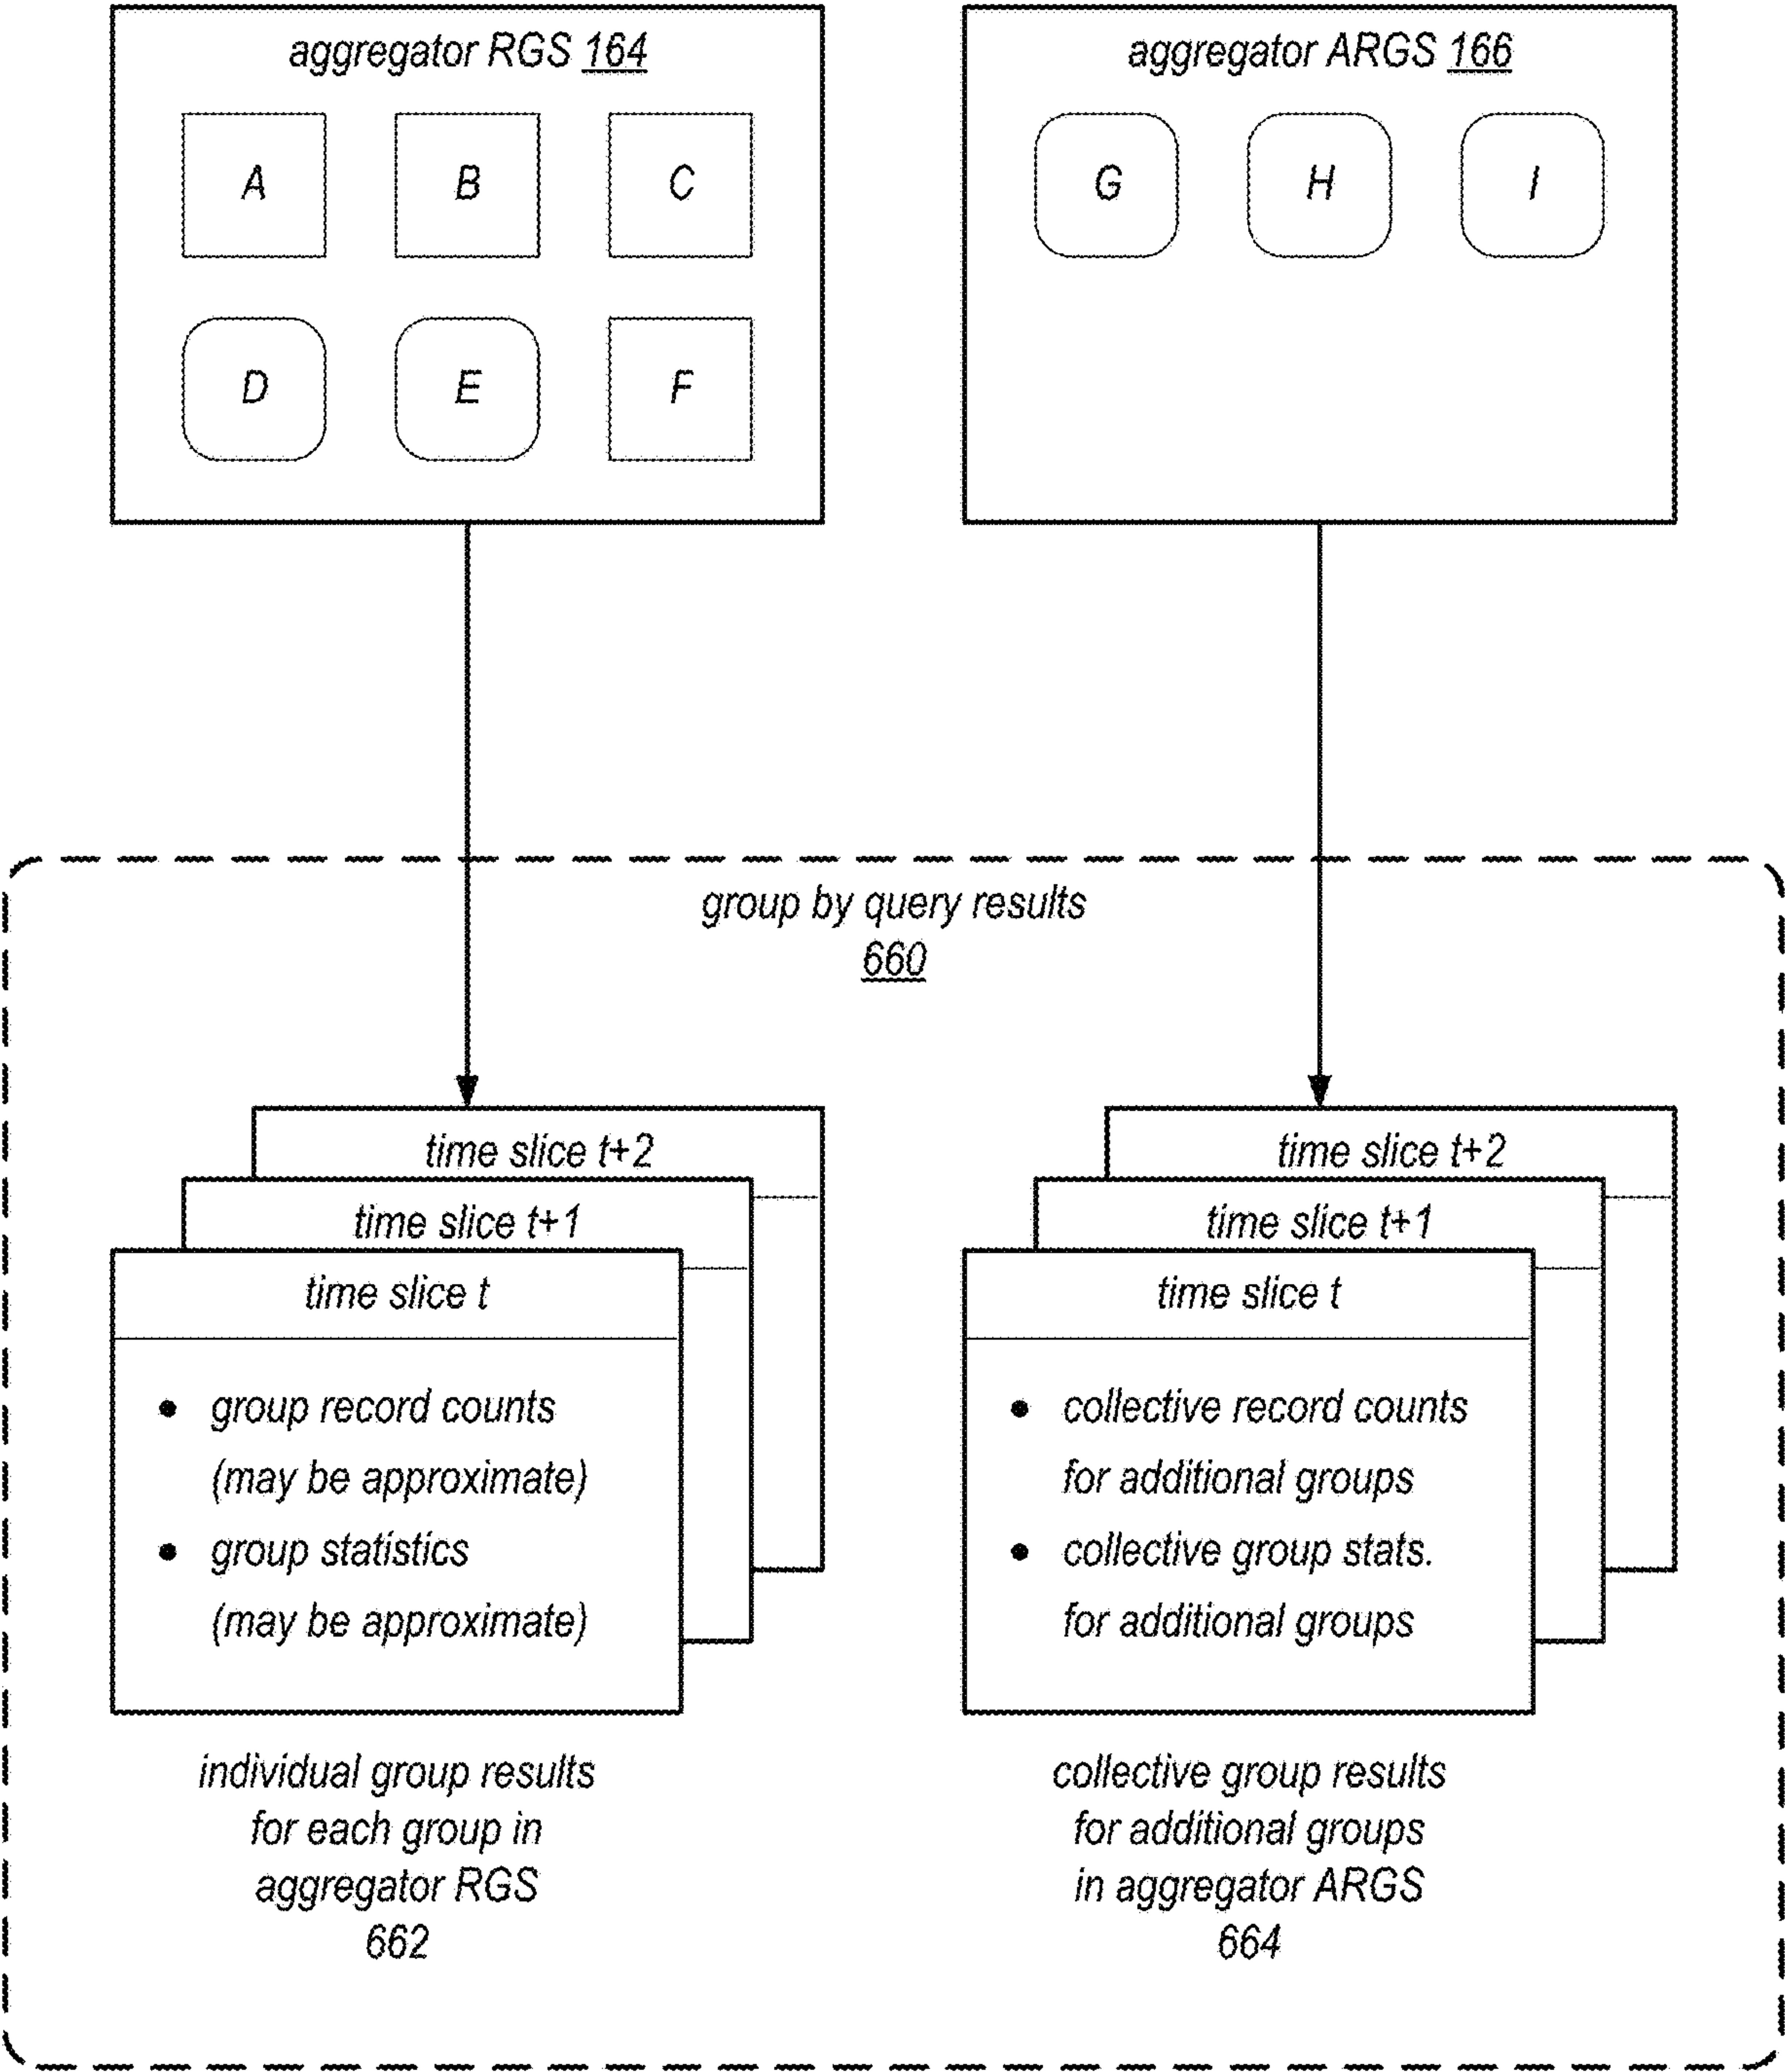 aggregator RGS 164
A B C
D E F
aggregator ARGS 166
G H I
group by query results
660
time slice t+2
time slice t+1
time slice t
• group record counts
(may be approximate)
• group statistics
(may be approximate)
individual group results
for each group in
aggregator RGS
662
time slice t+2
time slice t+1
time slice t
• collective record counts
for additional groups
• collective group stats.
for additional groups
collective group results
for additional groups
in aggregator ARGS
664